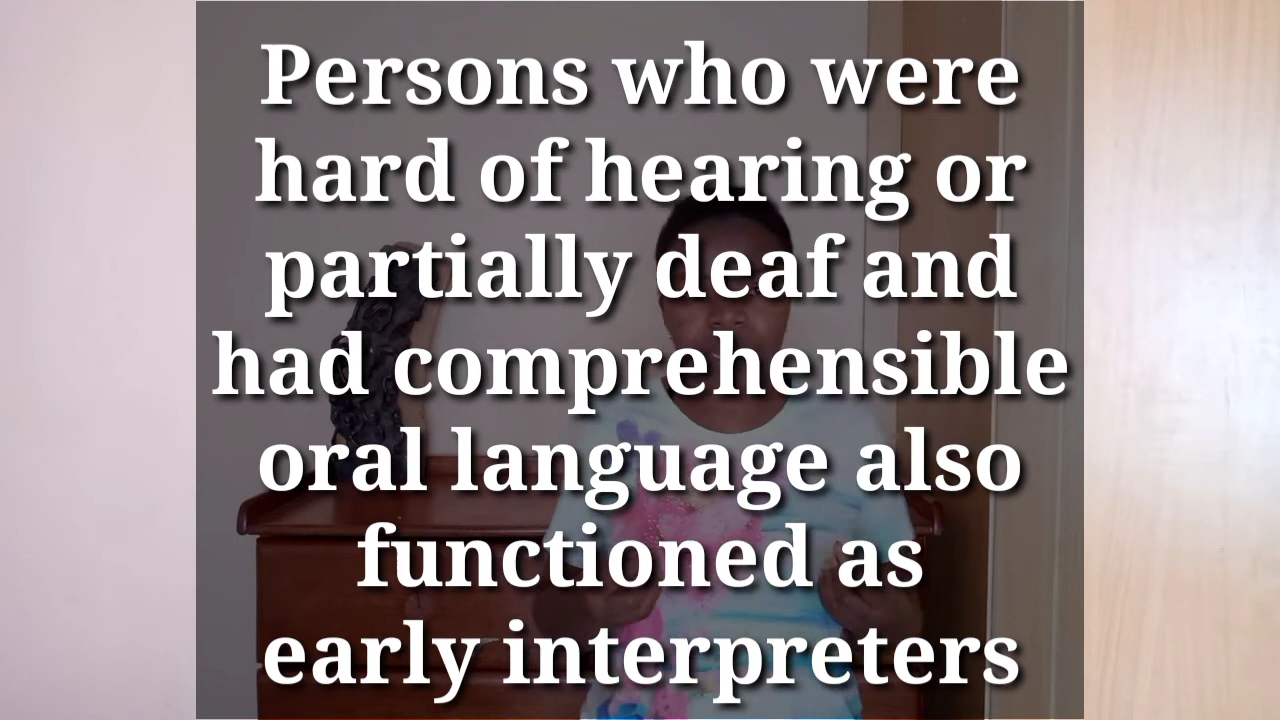 Persons who were
hard of hearing or
partially deaf and
had comprehensible
oral language also
functioned as
early interpreters